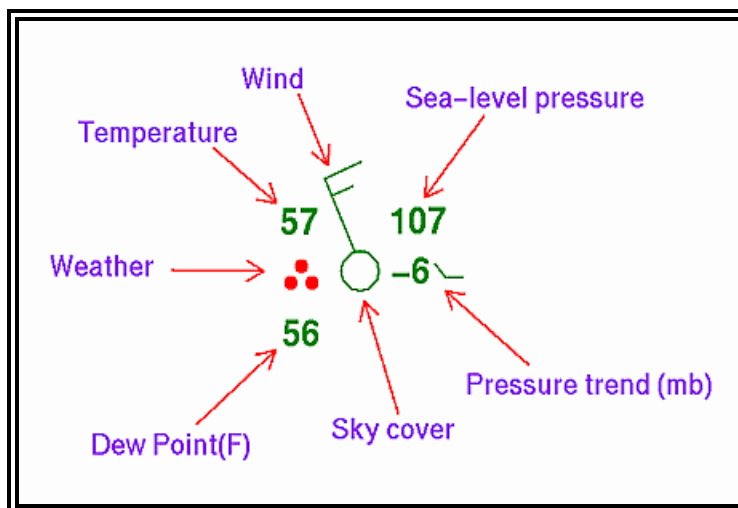 Wind
Sea-level pressure
Temperature
57
107
Weather
-6
56
Pressure trend (mb)
Sky cover
Dew Point(F)